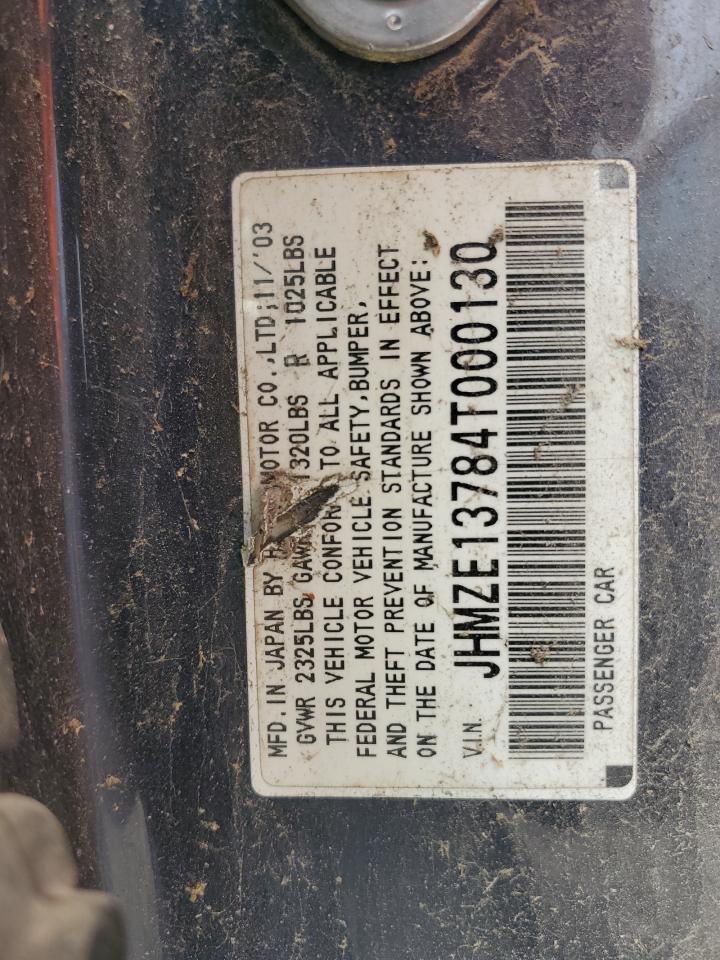 MFD.IN JAPAN BY MOTOR CO.,LTD;11/'03
GVWR 2325LBS GAWR 1320LBS R 1025LBS
THIS VEHICLE CONFORMS TO ALL APPLICABLE
FEDERAL MOTOR VEHICLE SAFETY,BUMPER,
AND THEFT PREVENTION STANDARDS IN EFFECT
ON THE DATE OF MANUFACTURE SHOWN ABOVE:
V.I.N. JHMZE13784T000130
PASSENGER CAR